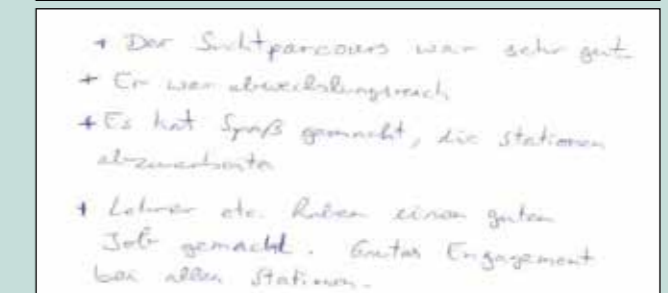 + Der Suchtparcours war sehr gut
+ Er war abwechslungsreich
+ Es hat Spaß gemacht, die Stationen
abzuarbeiten
+ Lehrer etc. haben einen guten
Job gemacht. Gutes Engagement
bei allen Stationen.